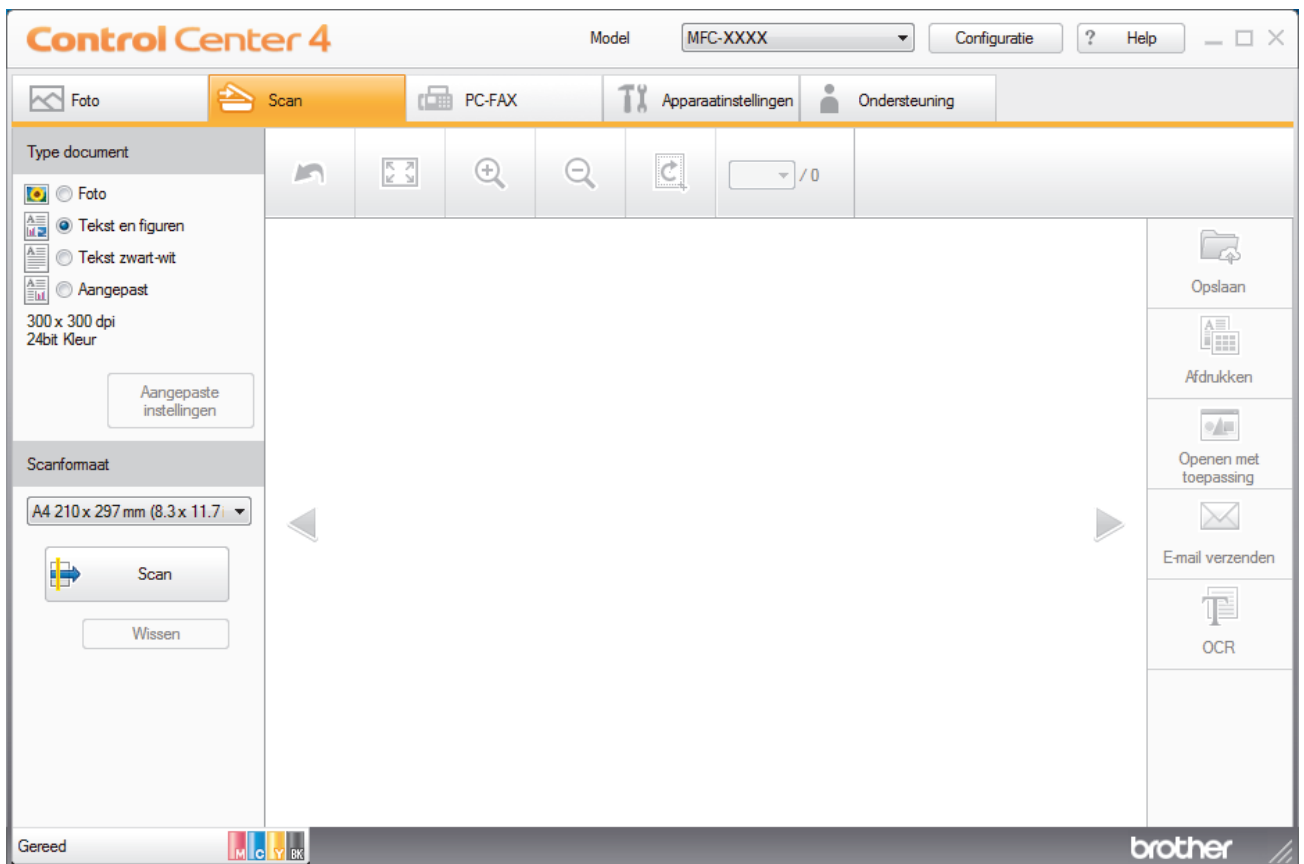 Control Center 4
Model
MFC-XXXX
Configuratie
? Help
Foto
Scan
PC-FAX
Apparaatinstellingen
Ondersteuning
Type document
Foto
Tekst en figuren
Tekst zwart-wit
Aangepast
300 x 300 dpi
24bit Kleur
Aangepaste
instellingen
Scanformaat
A4 210 x 297 mm (8.3 x 11.7
Scan
Wissen
/ 0
Opslaan
Afdrukken
Openen met
toepassing
E-mail verzenden
OCR
Gereed
M C Y BK
brother